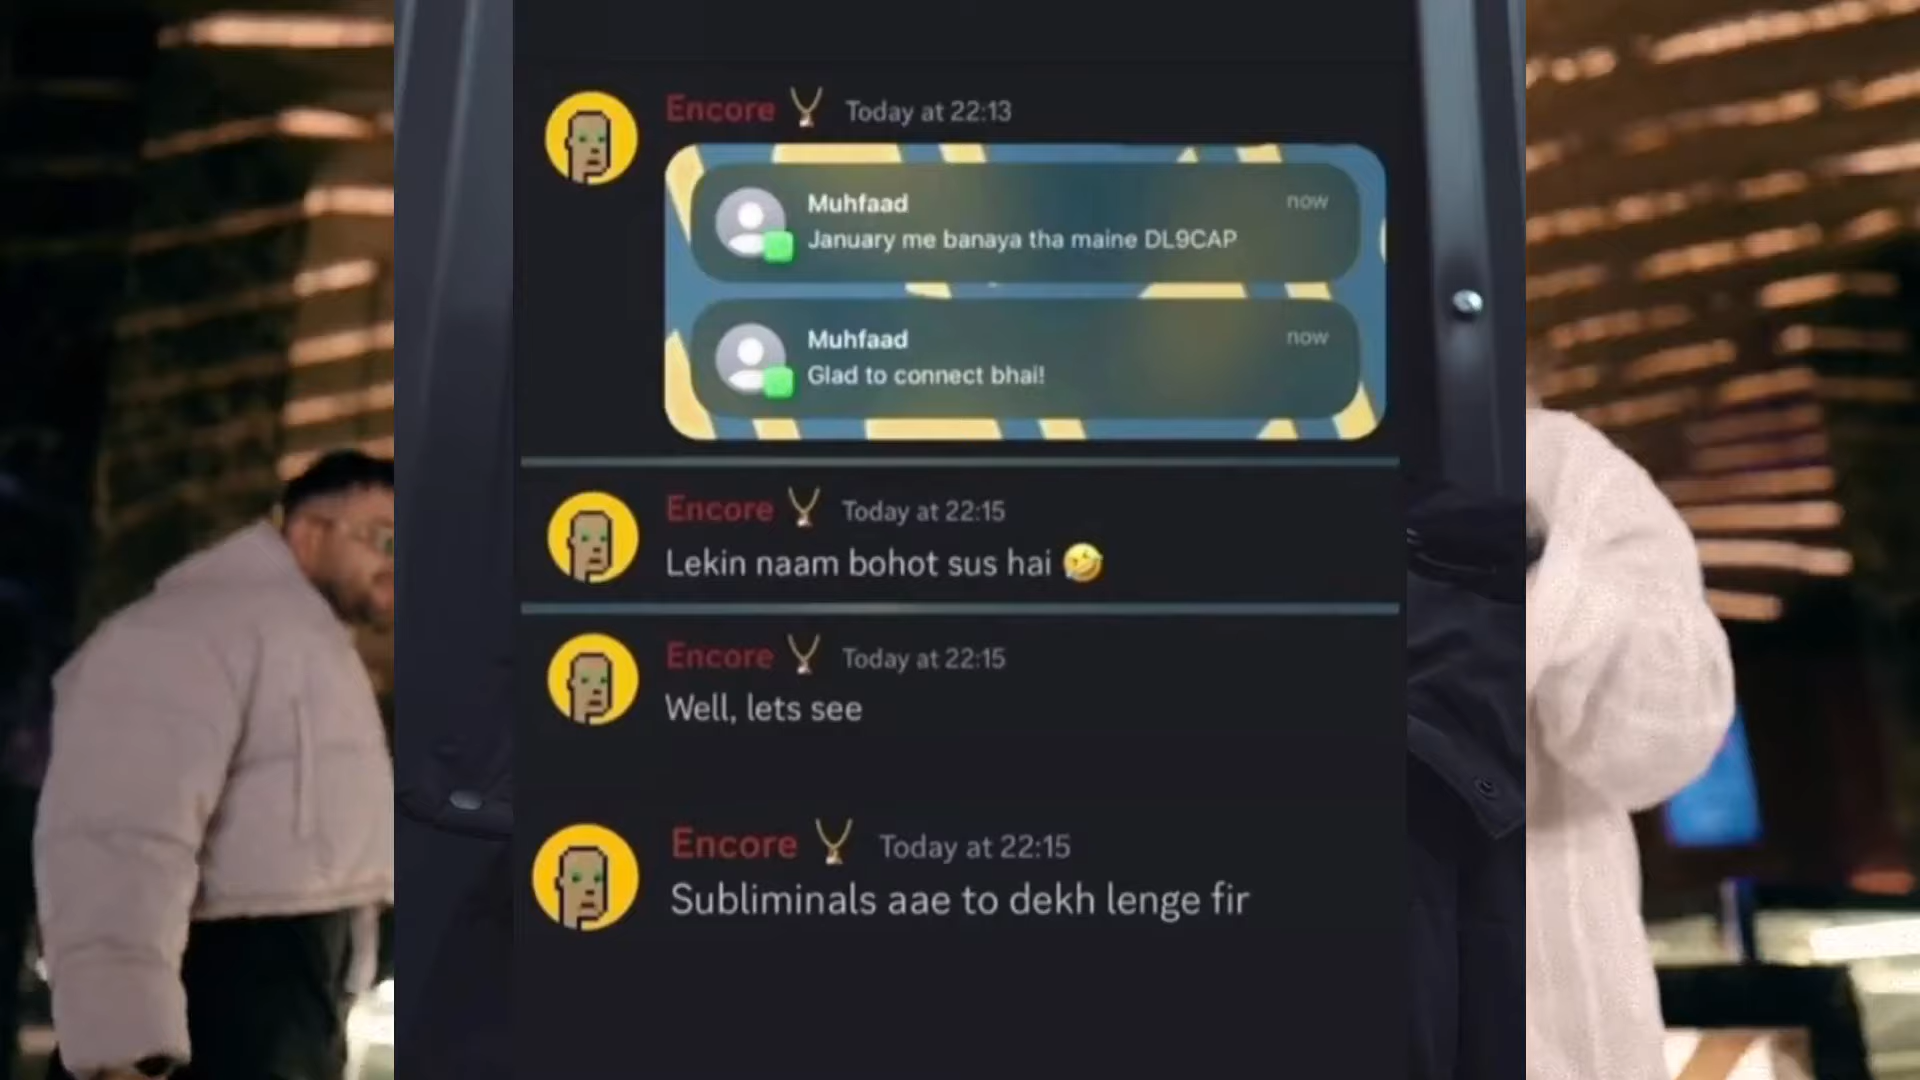 Encore Today at 22:13
Muhfaad now
January me banaya tha maine DL9CAP
Muhfaad now
Glad to connect bhai!
Encore Today at 22:15
Lekin naam bohot sus hai 🤣
Encore Today at 22:15
Well, lets see
Encore Today at 22:15
Subliminals aae to dekh lenge fir